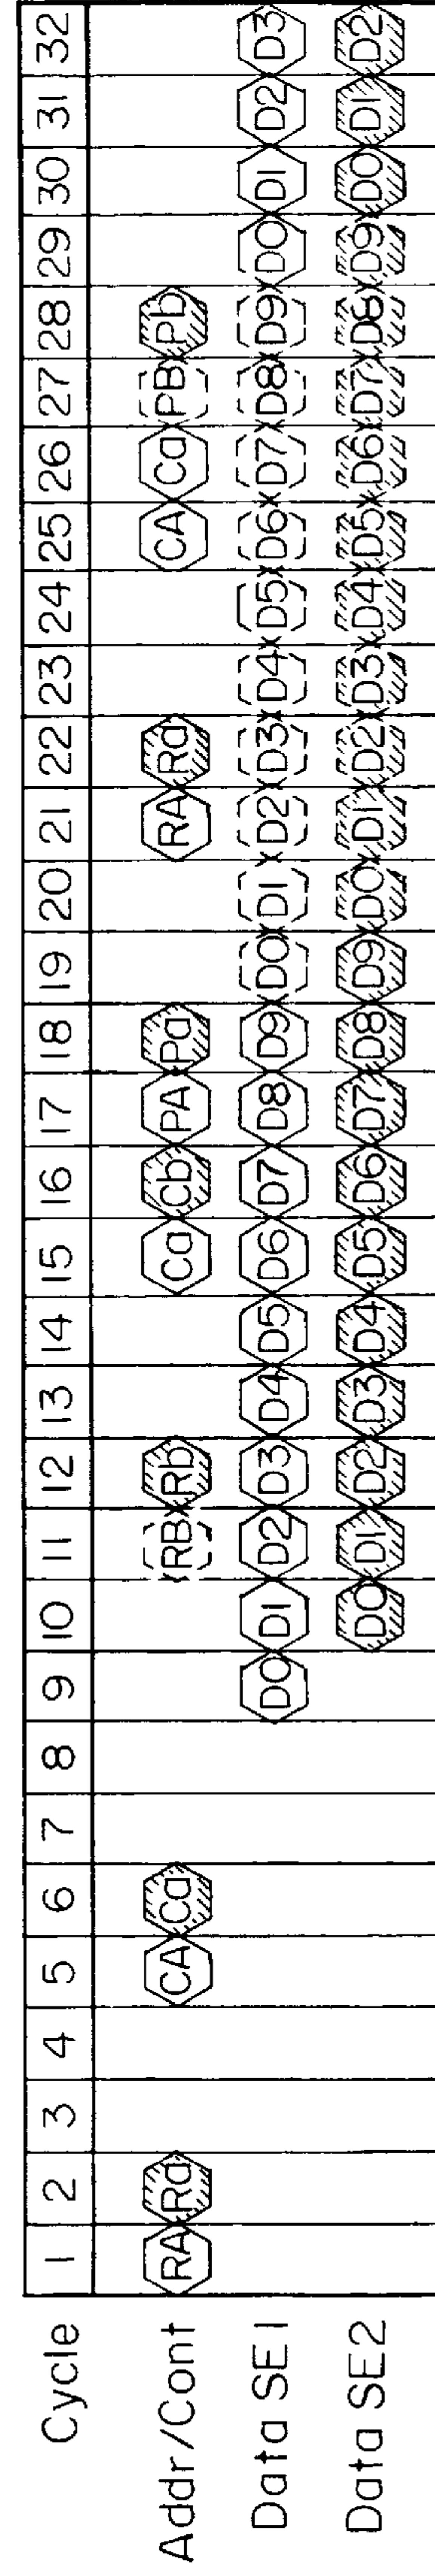 Cycle 1 2 3 4 5 6 7 8 9 10 11 12 13 14 15 16 17 18 19 20 21 22 23 24 25 26 27 28 29 30 31 32
Addr/Cont RA Ra CA Ca RB Rb Ca Cb PA Pa RA Ra CA Ca PB Pb
Data SE1 D0 D1 D2 D3 D4 D5 D6 D7 D8 D9 D0 D1 D2 D3 D4 D5 D6 D7 D8 D9 D0 D1 D2 D3
Data SE2 D0 D1 D2 D3 D4 D5 D6 D7 D8 D9 D0 D1 D2 D3 D4 D5 D6 D7 D8 D9 D0 D1 D2